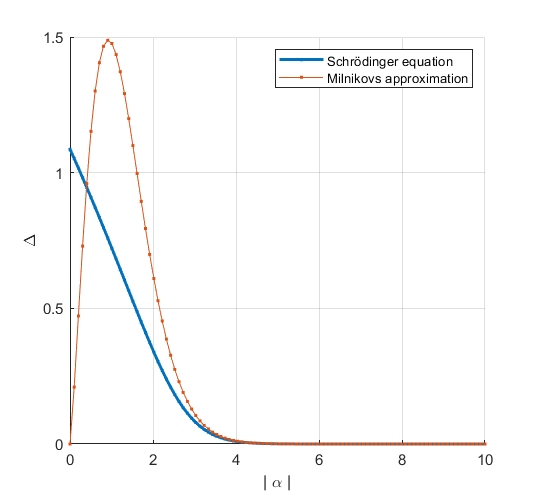 1.5
Schrödinger equation
Milnikovs approximation
1
Δ
0.5
0
0 2 4 6 8 10
| α |